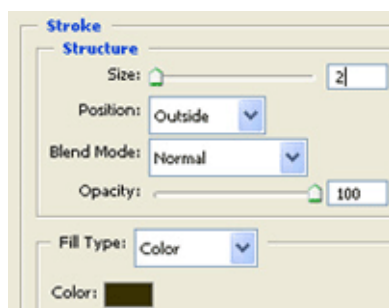 Stroke
Structure
Size: 2
Position: Outside
Blend Mode: Normal
Opacity: 100
Fill Type: Color
Color: